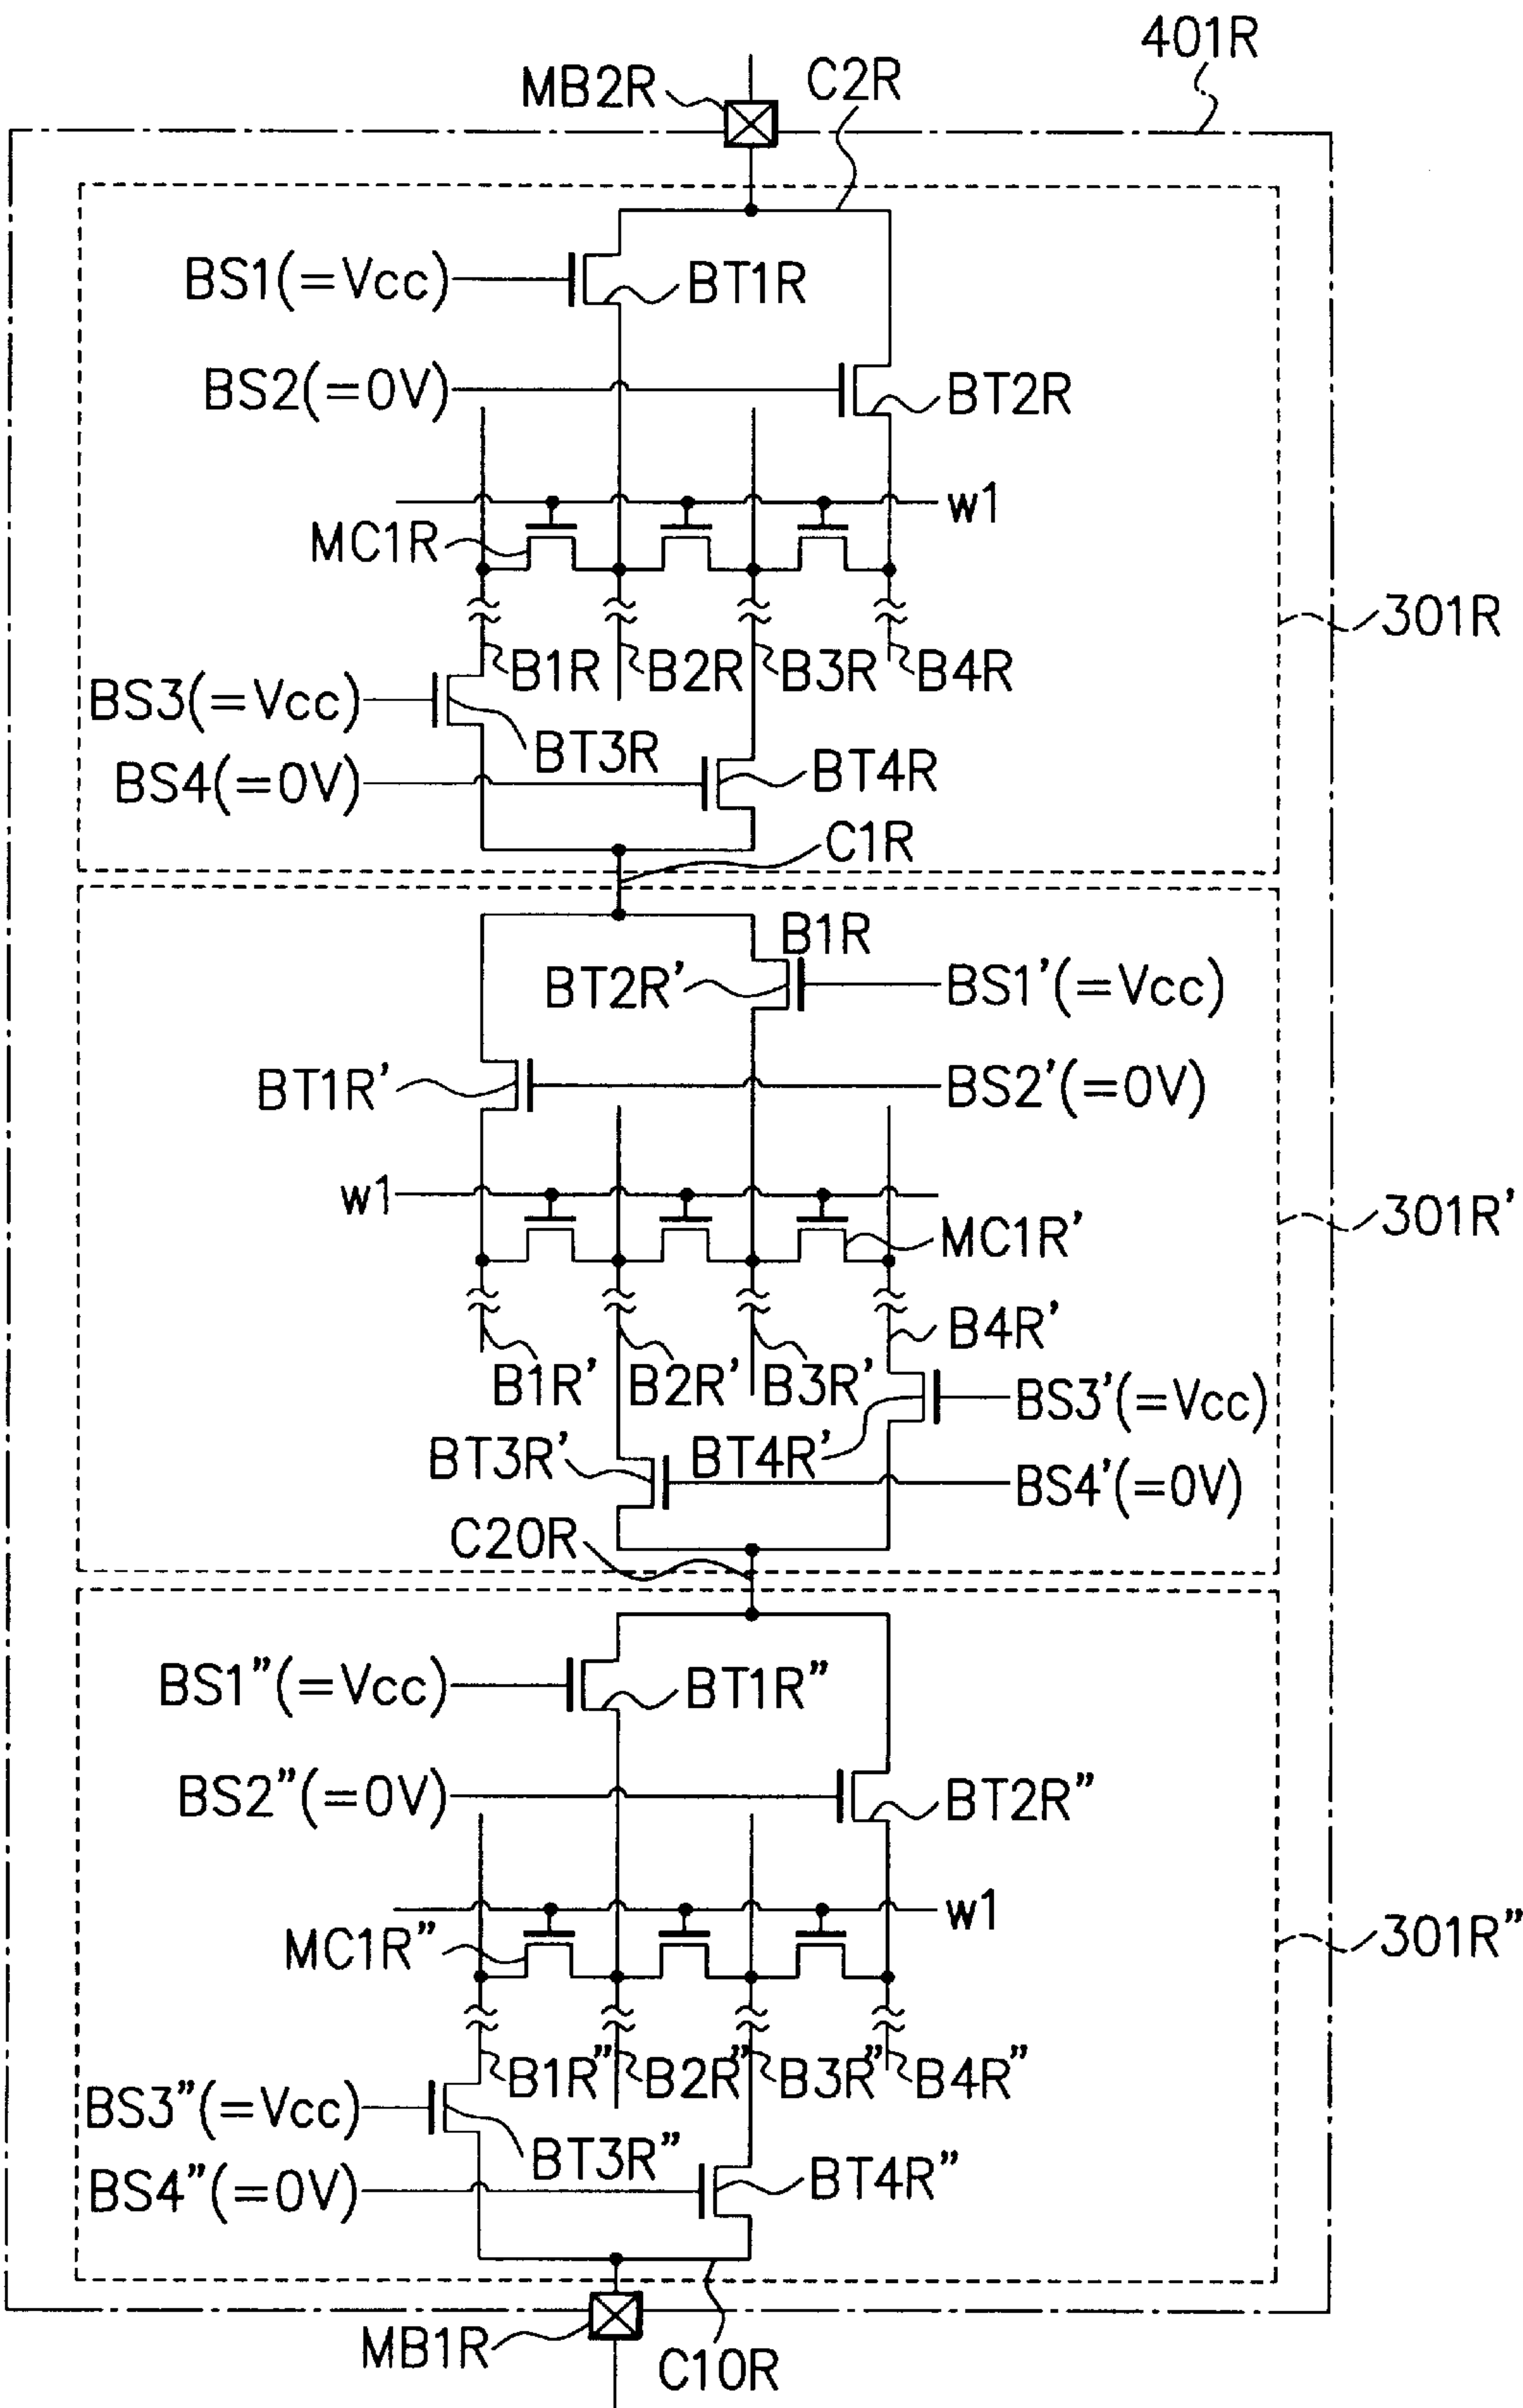 401R
MB2R
C2R
BS1(=Vcc)
BT1R
BS2(=0V)
BT2R
w1
MC1R
301R
B1R
B2R
B3R
B4R
BS3(=Vcc)
BT3R
BT4R
BS4(=0V)
C1R
B1R
BT2R'
BS1'(=Vcc)
BT1R'
BS2'(=0V)
w1
301R'
MC1R'
B4R'
B1R'
B2R'
B3R'
BS3'(=Vcc)
BT3R'
BT4R'
BS4'(=0V)
C20R
BS1"(=Vcc)
BT1R"
BS2"(=0V)
BT2R"
w1
MC1R"
301R"
B1R"
B2R"
B3R"
B4R"
BS3"(=Vcc)
BT3R"
BT4R"
BS4"(=0V)
MB1R
C10R